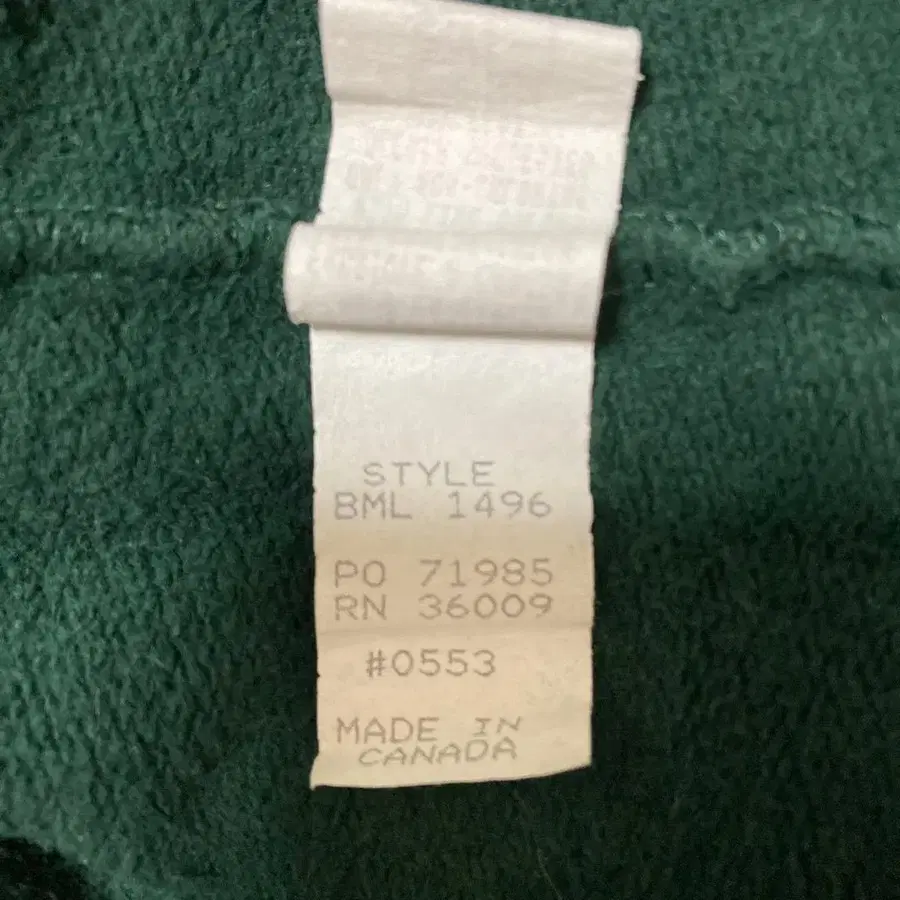 STYLE
BML 1496
PO 71985
RN 36009
#0553
MADE IN
CANADA